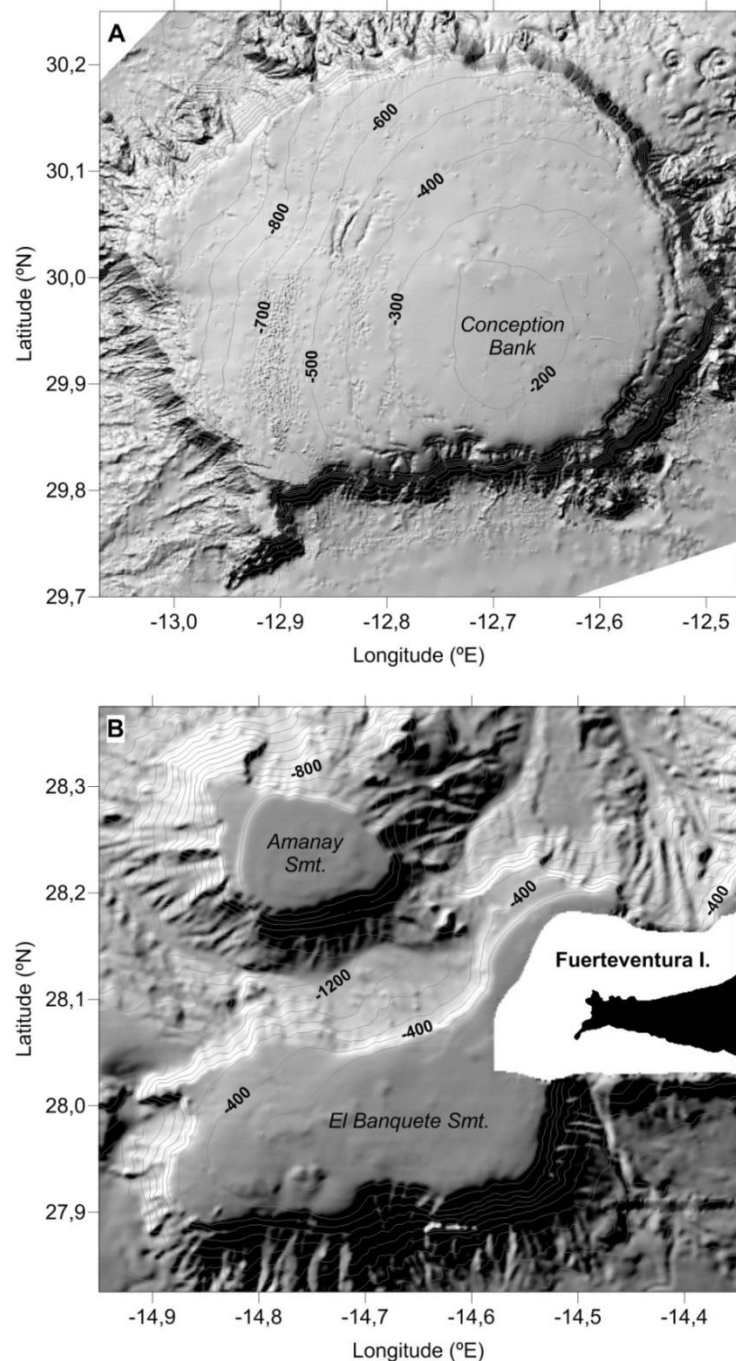 A
30,2
30,1
30,0
29,9
29,8
29,7
Latitude (ºN)
-600
-400
-800
-300
-700
-500
-200
Conception
Bank
-13,0 -12,9 -12,8 -12,7 -12,6 -12,5
Longitude (ºE)
B
28,3
28,2
28,1
28,0
27,9
Latitude (ºN)
-800
Amanay
Smt.
-400
-400
Fuerteventura I.
-1200
-400
-400
El Banquete Smt.
-14,9 -14,8 -14,7 -14,6 -14,5 -14,4
Longitude (ºE)